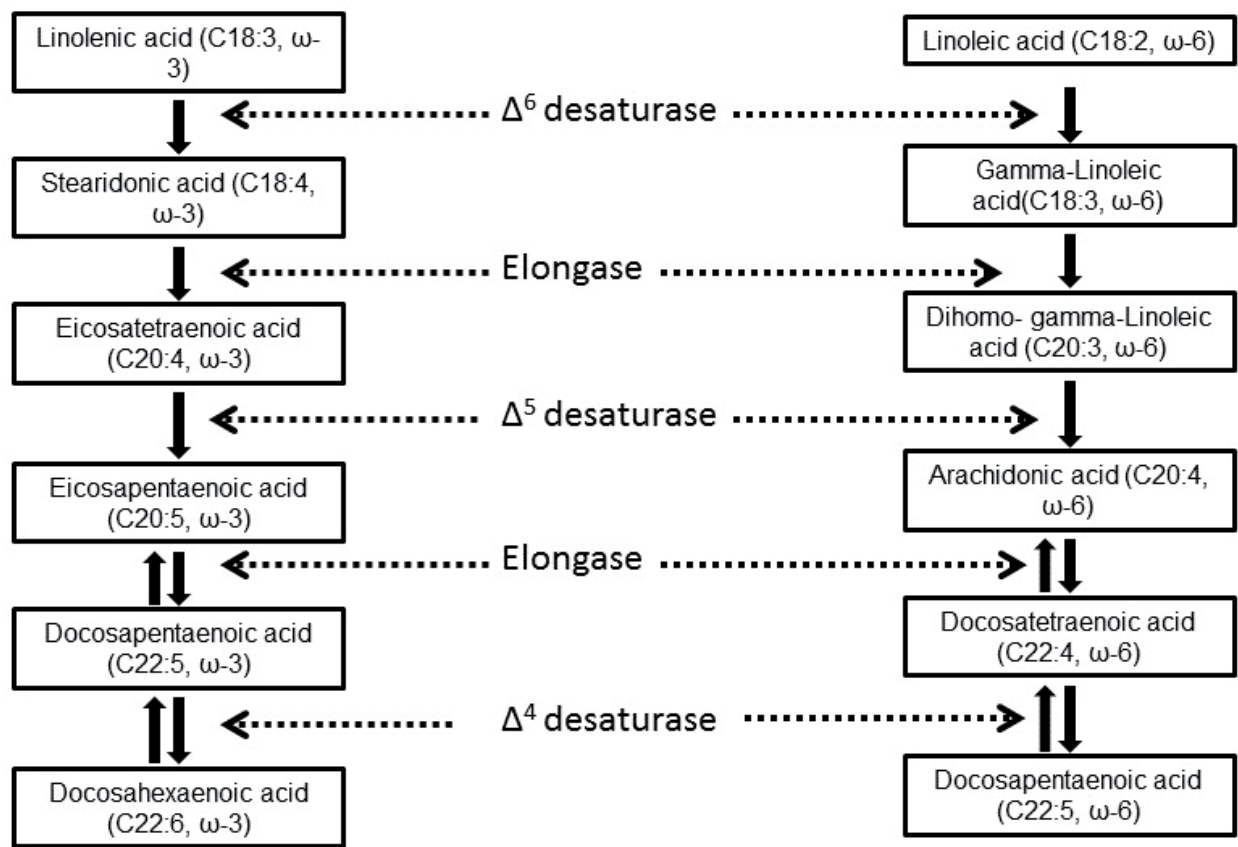 Linolenic acid (C18:3, ω-
3)
Linoleic acid (C18:2, ω-6)
Δ⁶ desaturase
Stearidonic acid (C18:4,
ω-3)
Gamma-Linoleic
acid(C18:3, ω-6)
Elongase
Eicosatetraenoic acid
(C20:4, ω-3)
Dihomo- gamma-Linoleic
acid (C20:3, ω-6)
Δ⁵ desaturase
Eicosapentaenoic acid
(C20:5, ω-3)
Arachidonic acid (C20:4,
ω-6)
Elongase
Docosapentaenoic acid
(C22:5, ω-3)
Docosatetraenoic acid
(C22:4, ω-6)
Δ⁴ desaturase
Docosahexaenoic acid
(C22:6, ω-3)
Docosapentaenoic acid
(C22:5, ω-6)